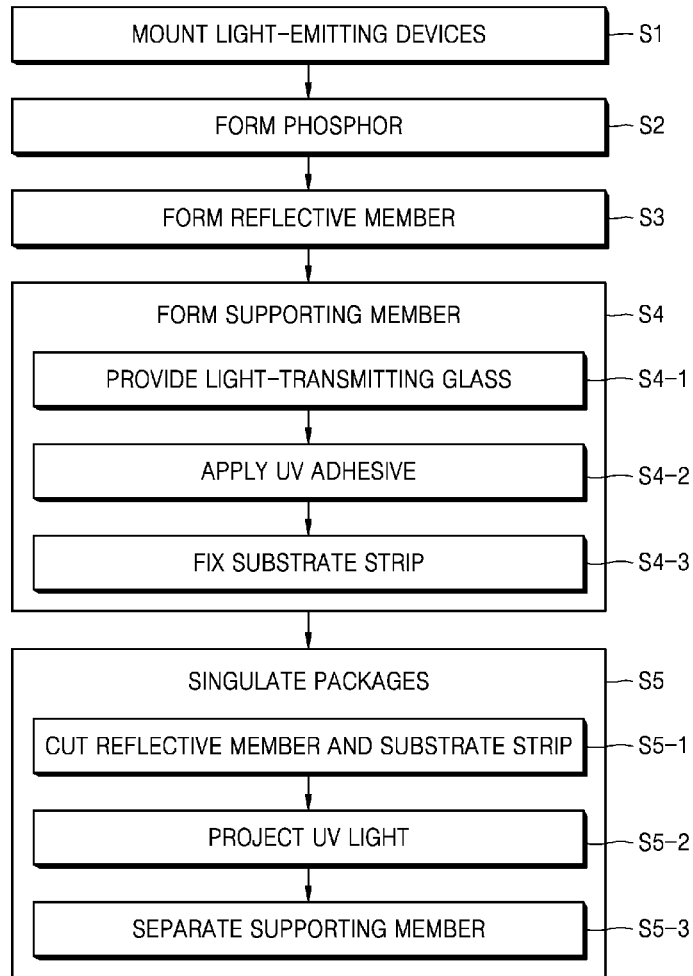 MOUNT LIGHT-EMITTING DEVICES S1
FORM PHOSPHOR S2
FORM REFLECTIVE MEMBER S3
FORM SUPPORTING MEMBER S4
PROVIDE LIGHT-TRANSMITTING GLASS S4-1
APPLY UV ADHESIVE S4-2
FIX SUBSTRATE STRIP S4-3
SINGULATE PACKAGES S5
CUT REFLECTIVE MEMBER AND SUBSTRATE STRIP S5-1
PROJECT UV LIGHT S5-2
SEPARATE SUPPORTING MEMBER S5-3